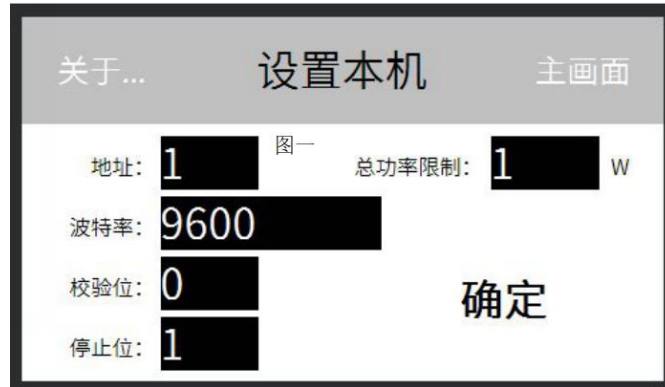 关于... 设置本机 主画面
地址: 1 图一 总功率限制: 1 W
波特率: 9600
校验位: 0 确定
停止位: 1